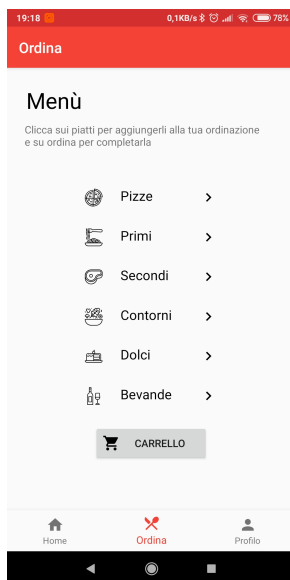 19:18 0,1KB/s 78%
Ordina
Menù
Clicca sui piatti per aggiungerli alla tua ordinazione
e su ordina per completarla
Pizze
Primi
Secondi
Contorni
Dolci
Bevande
CARRELLO
Home Ordina Profilo